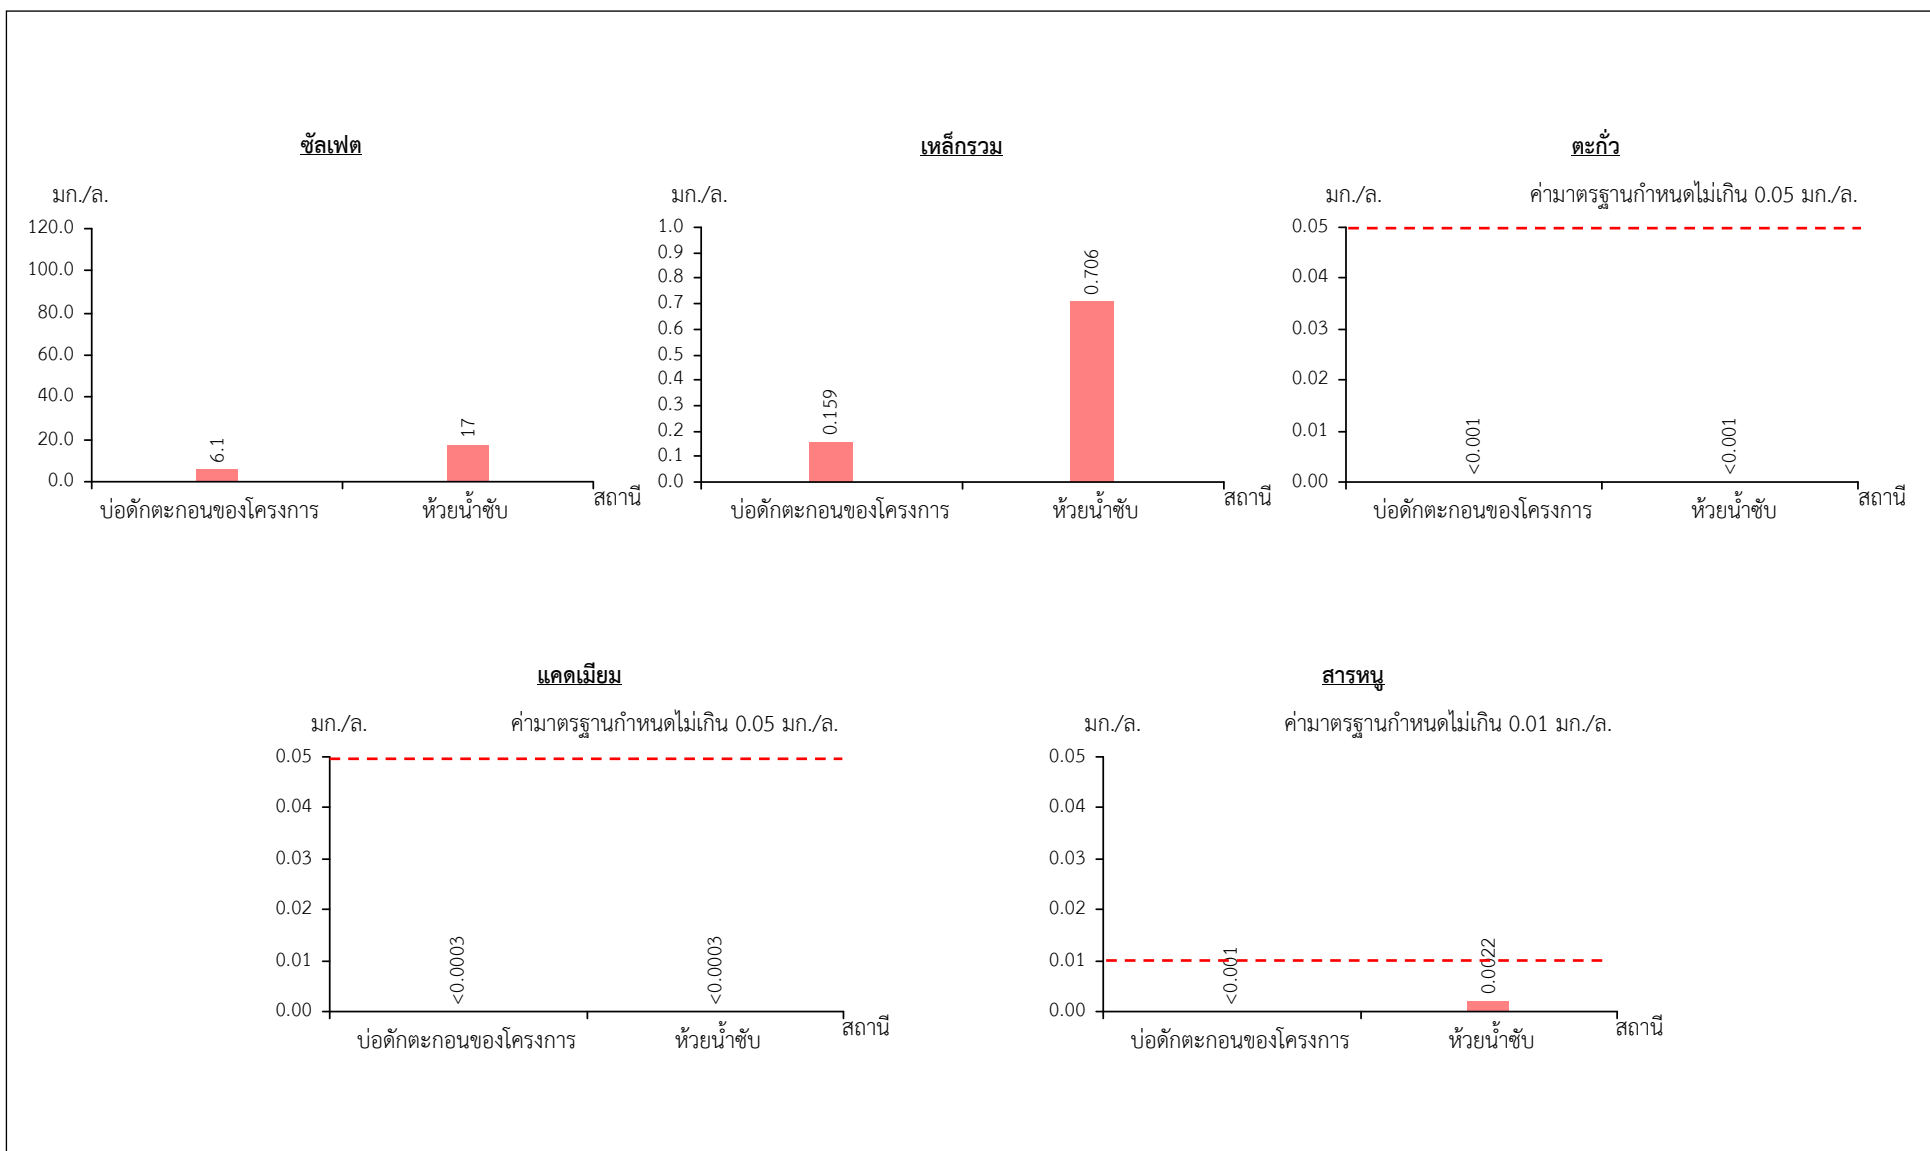 ซัลเฟต
มก./ล.
120.0
100.0
80.0
60.0
40.0
20.0
0.0
6.1
17
บ่อดักตะกอนของโครงการ
ห้วยน้ำซับ
สถานี
เหล็กรวม
มก./ล.
1.0
0.9
0.8
0.7
0.6
0.5
0.4
0.3
0.2
0.1
0.0
0.159
0.706
บ่อดักตะกอนของโครงการ
ห้วยน้ำซับ
สถานี
ตะกั่ว
มก./ล.
ค่ามาตรฐานกำหนดไม่เกิน 0.05 มก./ล.
0.05
0.04
0.03
0.02
0.01
0.00
<0.001
<0.001
บ่อดักตะกอนของโครงการ
ห้วยน้ำซับ
สถานี
แคดเมียม
มก./ล.
ค่ามาตรฐานกำหนดไม่เกิน 0.05 มก./ล.
0.05
0.04
0.03
0.02
0.01
0.00
<0.0003
<0.0003
บ่อดักตะกอนของโครงการ
ห้วยน้ำซับ
สถานี
สารหนู
มก./ล.
ค่ามาตรฐานกำหนดไม่เกิน 0.01 มก./ล.
0.05
0.04
0.03
0.02
0.01
0.00
<0.001
0.0022
บ่อดักตะกอนของโครงการ
ห้วยน้ำซับ
สถานี